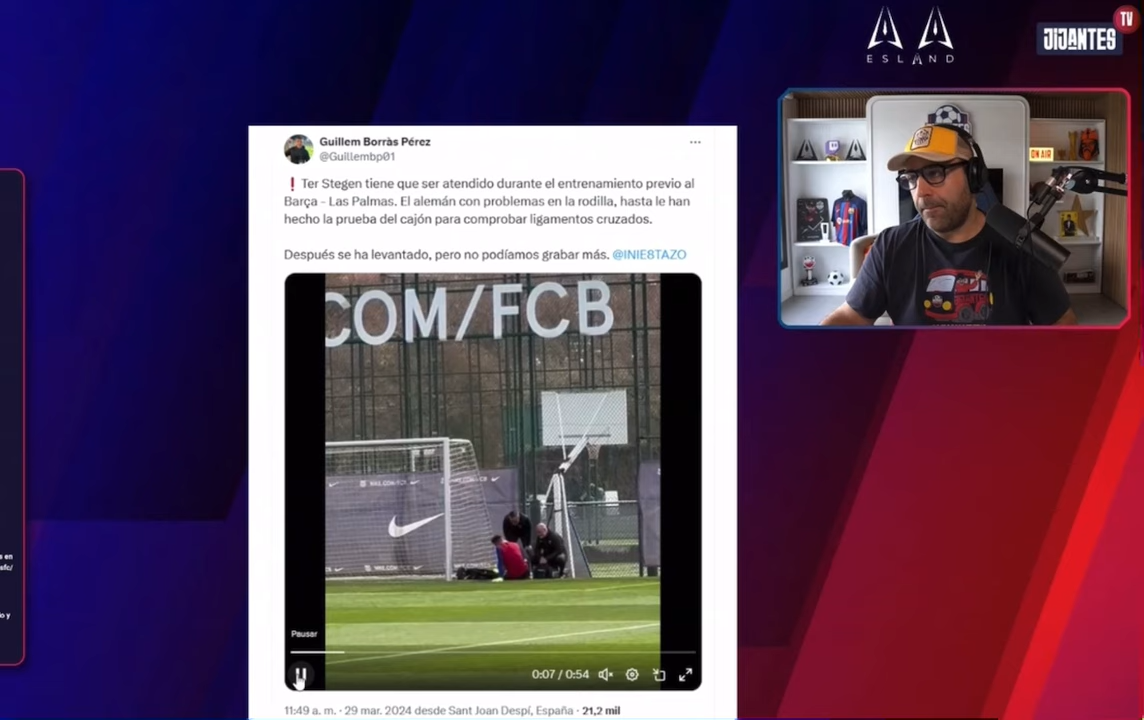 ESLAND
JIJANTES
TV
Guillem Borràs Pérez
@Guillembp01
❗ Ter Stegen tiene que ser atendido durante el entrenamiento previo al
Barça - Las Palmas. El alemán con problemas en la rodilla, hasta le han
hecho la prueba del cajón para comprobar ligamentos cruzados.
Después se ha levantado, pero no podíamos grabar más. @INIE8TAZO
COM/FCB
ON AIR
Pausar
0:07 / 0:54
11:49 a. m. · 29 mar. 2024 desde Sant Joan Despí, España · 21,2 mil
s en
sfc/
o y